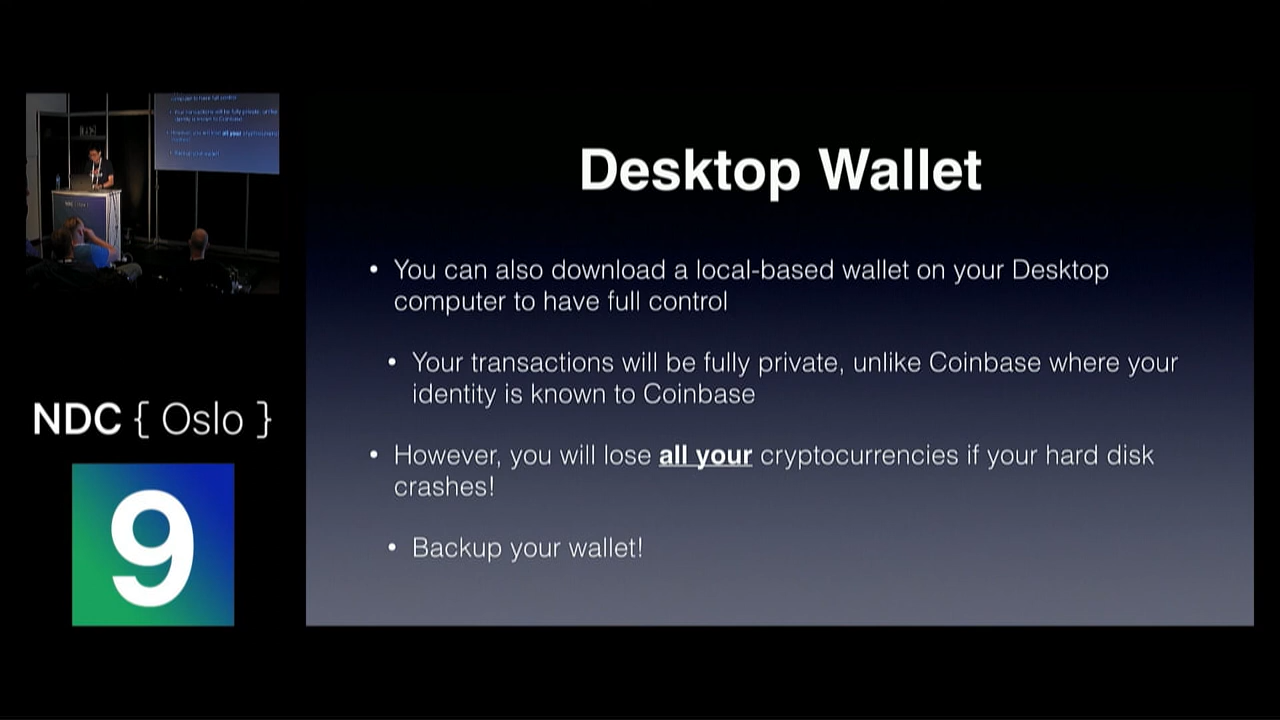 Desktop Wallet
• You can also download a local-based wallet on your Desktop
computer to have full control
• Your transactions will be fully private, unlike Coinbase where your
identity is known to Coinbase
• However, you will lose all your cryptocurrencies if your hard disk
crashes!
• Backup your wallet!
NDC { Oslo }
9